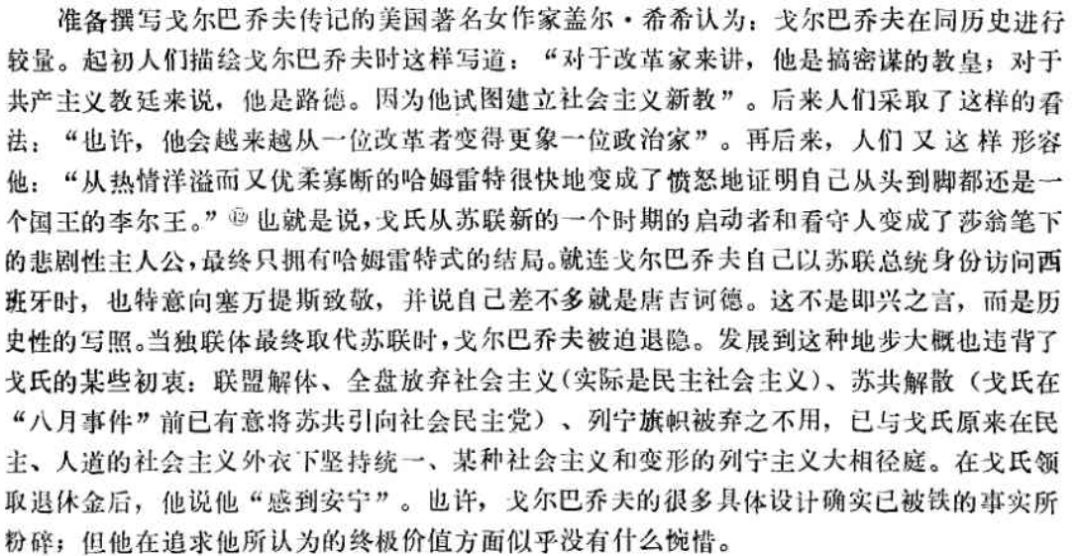 准备撰写戈尔巴乔夫传记的美国著名女作家盖尔·希希认为：戈尔巴乔夫在同历史进行
较量。起初人们描绘戈尔巴乔夫时这样写道：“对于改革家来讲，他是搞密谋的教皇；对于
共产主义教廷来说，他是路德。因为他试图建立社会主义新教”。后来人们采取了这样的看
法：“也许，他会越来越从一位改革者变得更象一位政治家”。再后来，人们又这样形容
他：“从热情洋溢而又优柔寡断的哈姆雷特很快地变成了愤怒地证明自己从头到脚都还是一
个国王的李尔王。”⑫也就是说，戈氏从苏联新的一个时期的启动者和看守人变成了莎翁笔下
的悲剧性主人公，最终只拥有哈姆雷特式的结局。就连戈尔巴乔夫自己以苏联总统身份访问西
班牙时，也特意向塞万提斯致敬，并说自己差不多就是唐吉诃德。这不是即兴之言，而是历
史性的写照。当独联体最终取代苏联时，戈尔巴乔夫被迫退隐。发展到这种地步大概也违背了
戈氏的某些初衷：联盟解体、全盘放弃社会主义(实际是民主社会主义)、苏共解散（戈氏在
“八月事件”前已有意将苏共引向社会民主党）、列宁旗帜被弃之不用，已与戈氏原来在民
主、人道的社会主义外衣下坚持统一、某种社会主义和变形的列宁主义大相径庭。在戈氏领
取退休金后，他说他“感到安宁”。也许，戈尔巴乔夫的很多具体设计确实已被铁的事实所
粉碎；但他在追求他所认为的终极价值方面似乎没有什么惋惜。